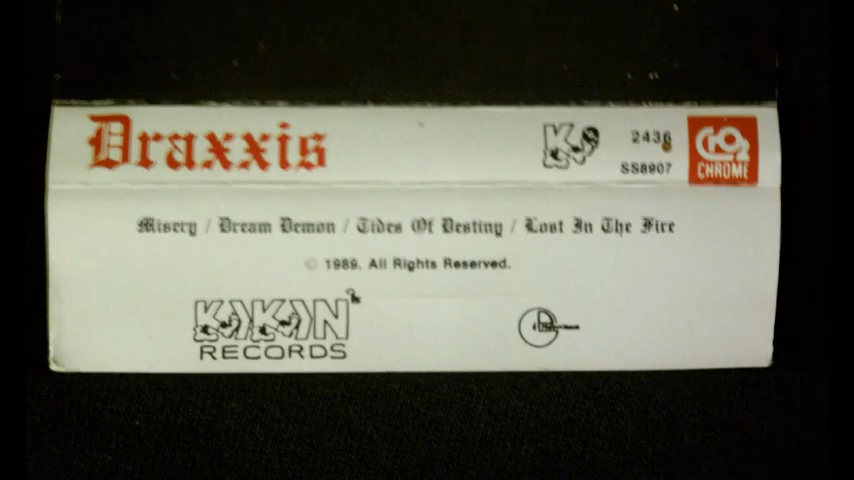 Draxxis
2436
SS8907
CrO2
CHROME
Misery / Dream Demon / Tides Of Destiny / Lost In The Fire
© 1989. All Rights Reserved.
RECORDS